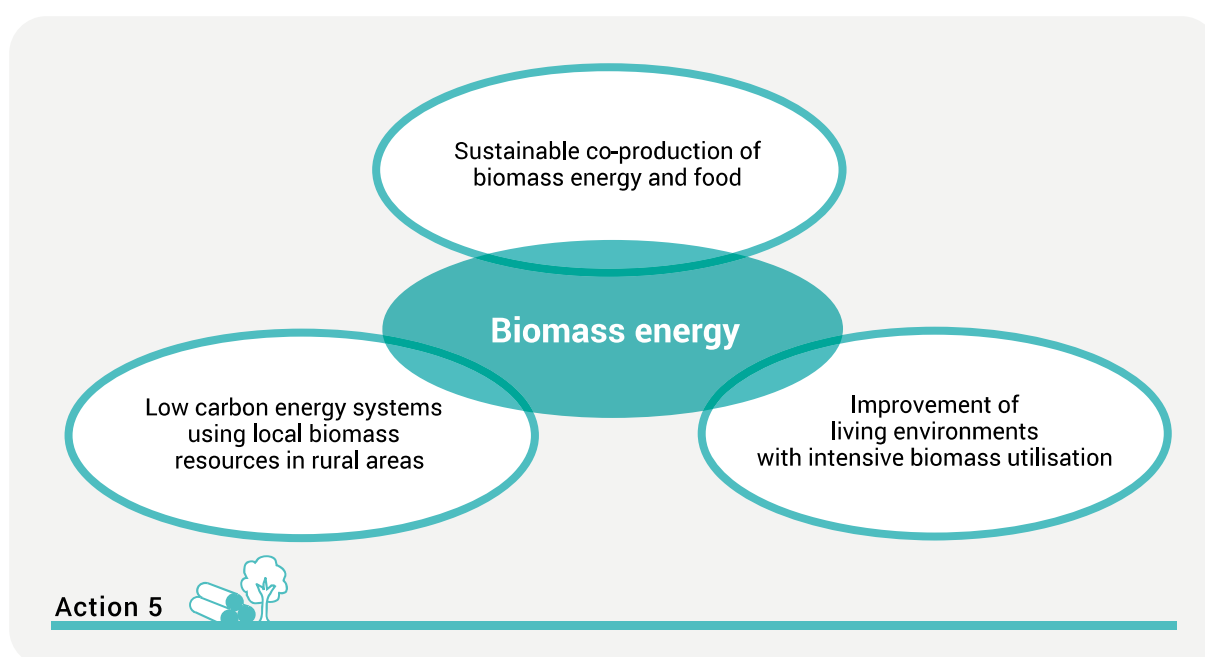 Sustainable co-production of
biomass energy and food
Biomass energy
Low carbon energy systems
using local biomass
resources in rural areas
Improvement of
living environments
with intensive biomass utilisation
Action 5